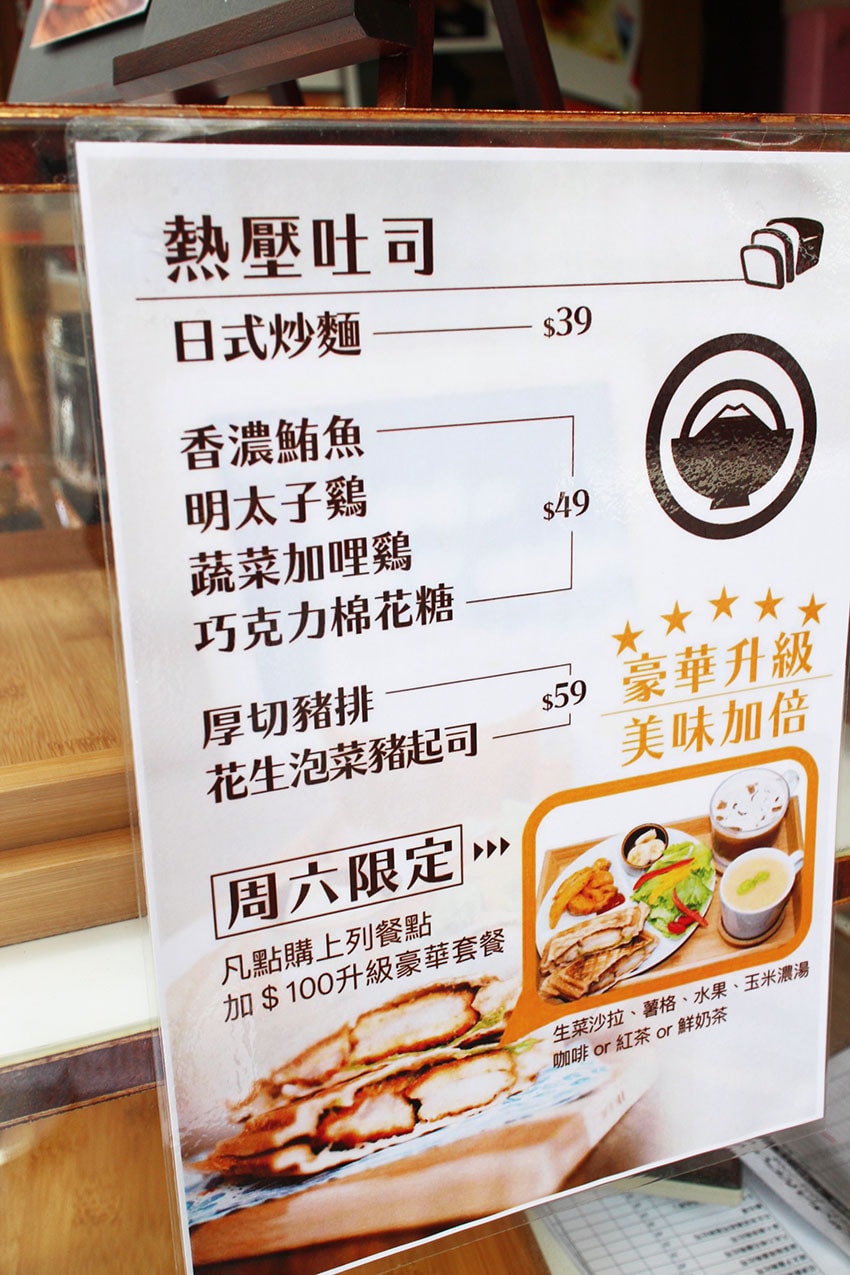 熱壓吐司
日式炒麵 $39
香濃鮪魚
明太子雞
$49
蔬菜加哩雞
巧克力棉花糖
厚切豬排
$59
花生泡菜豬起司
豪華升級
美味加倍
周六限定
凡點購上列餐點
加$100升級豪華套餐
生菜沙拉、薯格、水果、玉米濃湯
咖啡 or 紅茶 or 鮮奶茶